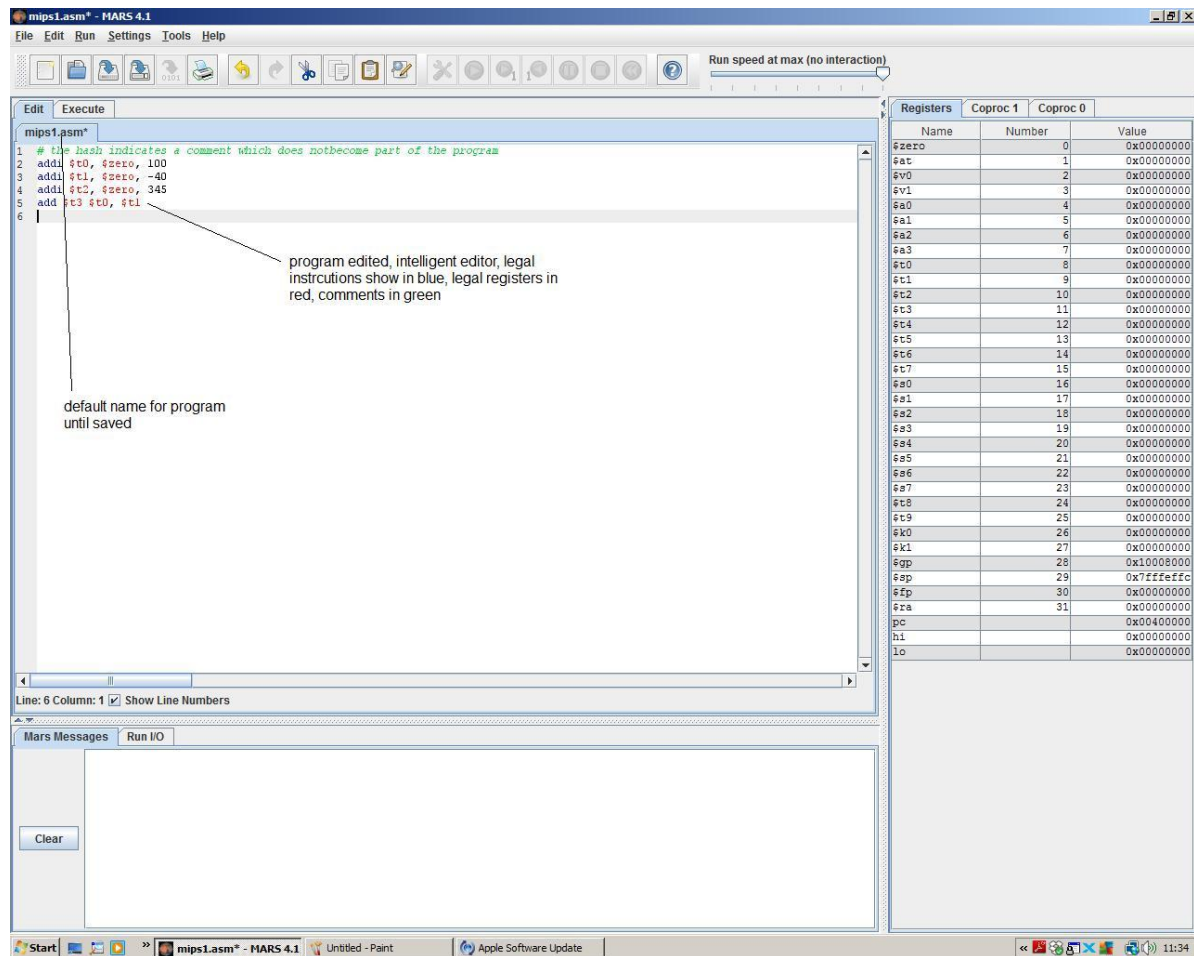 mips1.asm* - MARS 4.1
File Edit Run Settings Tools Help
Run speed at max (no interaction)
Edit Execute
mips1.asm*
1 # the hash indicates a comment which does notbecome part of the program
2 addi $t0, $zero, 100
3 addi $t1, $zero, -40
4 addi $t2, $zero, 345
5 add $t3 $t0, $t1
6
program edited, intelligent editor, legal
instrcutions show in blue, legal registers in
red, comments in green
default name for program
until saved
Line: 6 Column: 1 Show Line Numbers
Mars Messages Run I/O
Clear
Registers Coproc 1 Coproc 0
Name Number Value
$zero 0 0x00000000
$at 1 0x00000000
$v0 2 0x00000000
$v1 3 0x00000000
$a0 4 0x00000000
$a1 5 0x00000000
$a2 6 0x00000000
$a3 7 0x00000000
$t0 8 0x00000000
$t1 9 0x00000000
$t2 10 0x00000000
$t3 11 0x00000000
$t4 12 0x00000000
$t5 13 0x00000000
$t6 14 0x00000000
$t7 15 0x00000000
$s0 16 0x00000000
$s1 17 0x00000000
$s2 18 0x00000000
$s3 19 0x00000000
$s4 20 0x00000000
$s5 21 0x00000000
$s6 22 0x00000000
$s7 23 0x00000000
$t8 24 0x00000000
$t9 25 0x00000000
$k0 26 0x00000000
$k1 27 0x00000000
$gp 28 0x10008000
$sp 29 0x7fffeffc
$fp 30 0x00000000
$ra 31 0x00000000
pc 0x00400000
hi 0x00000000
lo 0x00000000
Start » mips1.asm* - MARS 4.1 Untitled - Paint Apple Software Update « 11:34